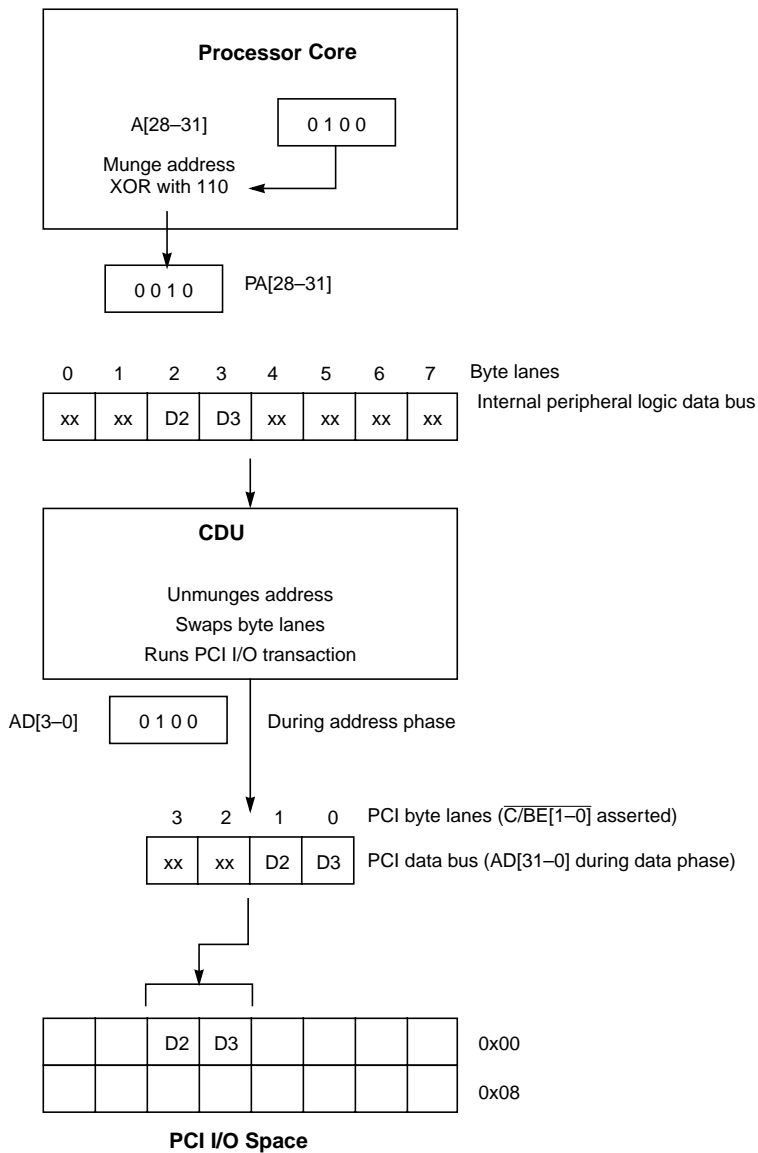 Processor Core
A[28–31]
0 1 0 0
Munge address
XOR with 110
0 0 1 0
PA[28–31]
0 1 2 3 4 5 6 7
Byte lanes
xx xx D2 D3 xx xx xx xx
Internal peripheral logic data bus
CDU
Unmunges address
Swaps byte lanes
Runs PCI I/O transaction
AD[3–0]
0 1 0 0
During address phase
3 2 1 0
PCI byte lanes (C/BE[1–0] asserted)
xx xx D2 D3
PCI data bus (AD[31–0] during data phase)
D2 D3
0x00
0x08
PCI I/O Space